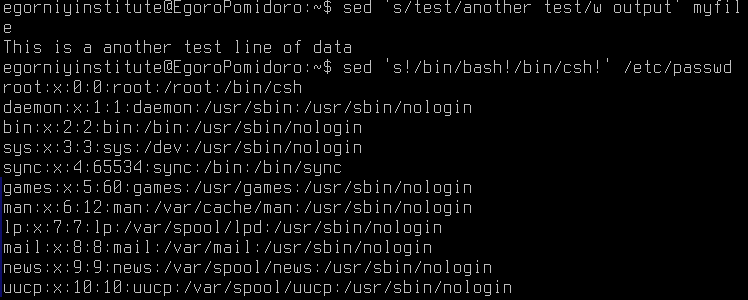 egorniyinstitute@EgoroPomidoro:~$ sed 's/test/another test/w output' myfil
e
This is a another test line of data
egorniyinstitute@EgoroPomidoro:~$ sed 's!/bin/bash!/bin/csh!' /etc/passwd
root:x:0:0:root:/root:/bin/csh
daemon:x:1:1:daemon:/usr/sbin:/usr/sbin/nologin
bin:x:2:2:bin:/bin:/usr/sbin/nologin
sys:x:3:3:sys:/dev:/usr/sbin/nologin
sync:x:4:65534:sync:/bin:/bin/sync
games:x:5:60:games:/usr/games:/usr/sbin/nologin
man:x:6:12:man:/var/cache/man:/usr/sbin/nologin
lp:x:7:7:lp:/var/spool/lpd:/usr/sbin/nologin
mail:x:8:8:mail:/var/mail:/usr/sbin/nologin
news:x:9:9:news:/var/spool/news:/usr/sbin/nologin
uucp:x:10:10:uucp:/var/spool/uucp:/usr/sbin/nologin